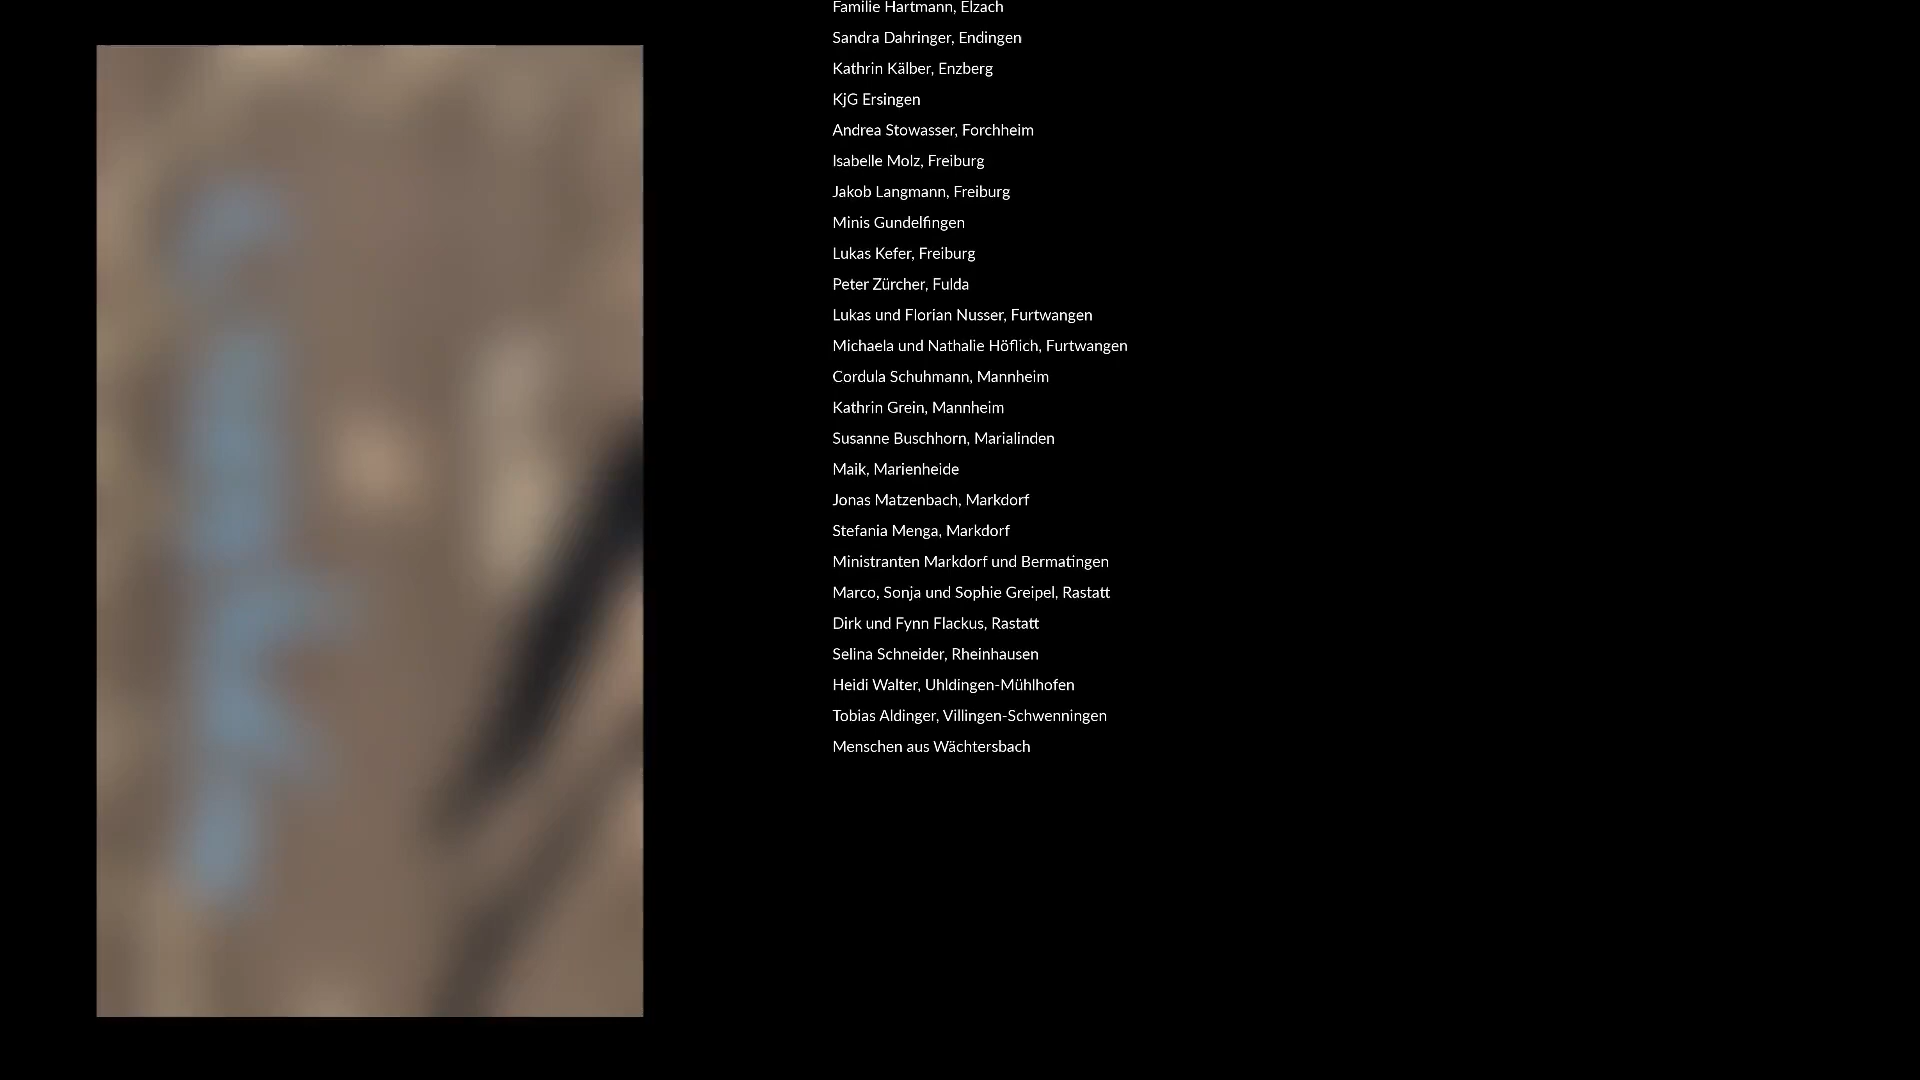 Familie Hartmann, Elzach
Sandra Dahringer, Endingen
Kathrin Kälber, Enzberg
KjG Ersingen
Andrea Stowasser, Forchheim
Isabelle Molz, Freiburg
Jakob Langmann, Freiburg
Minis Gundelfingen
Lukas Kefer, Freiburg
Peter Zürcher, Fulda
Lukas und Florian Nusser, Furtwangen
Michaela und Nathalie Höflich, Furtwangen
Cordula Schuhmann, Mannheim
Kathrin Grein, Mannheim
Susanne Buschhorn, Marialinden
Maik, Marienheide
Jonas Matzenbach, Markdorf
Stefania Menga, Markdorf
Ministranten Markdorf und Bermatingen
Marco, Sonja und Sophie Greipel, Rastatt
Dirk und Fynn Flackus, Rastatt
Selina Schneider, Rheinhausen
Heidi Walter, Uhldingen-Mühlhofen
Tobias Aldinger, Villingen-Schwenningen
Menschen aus Wächtersbach